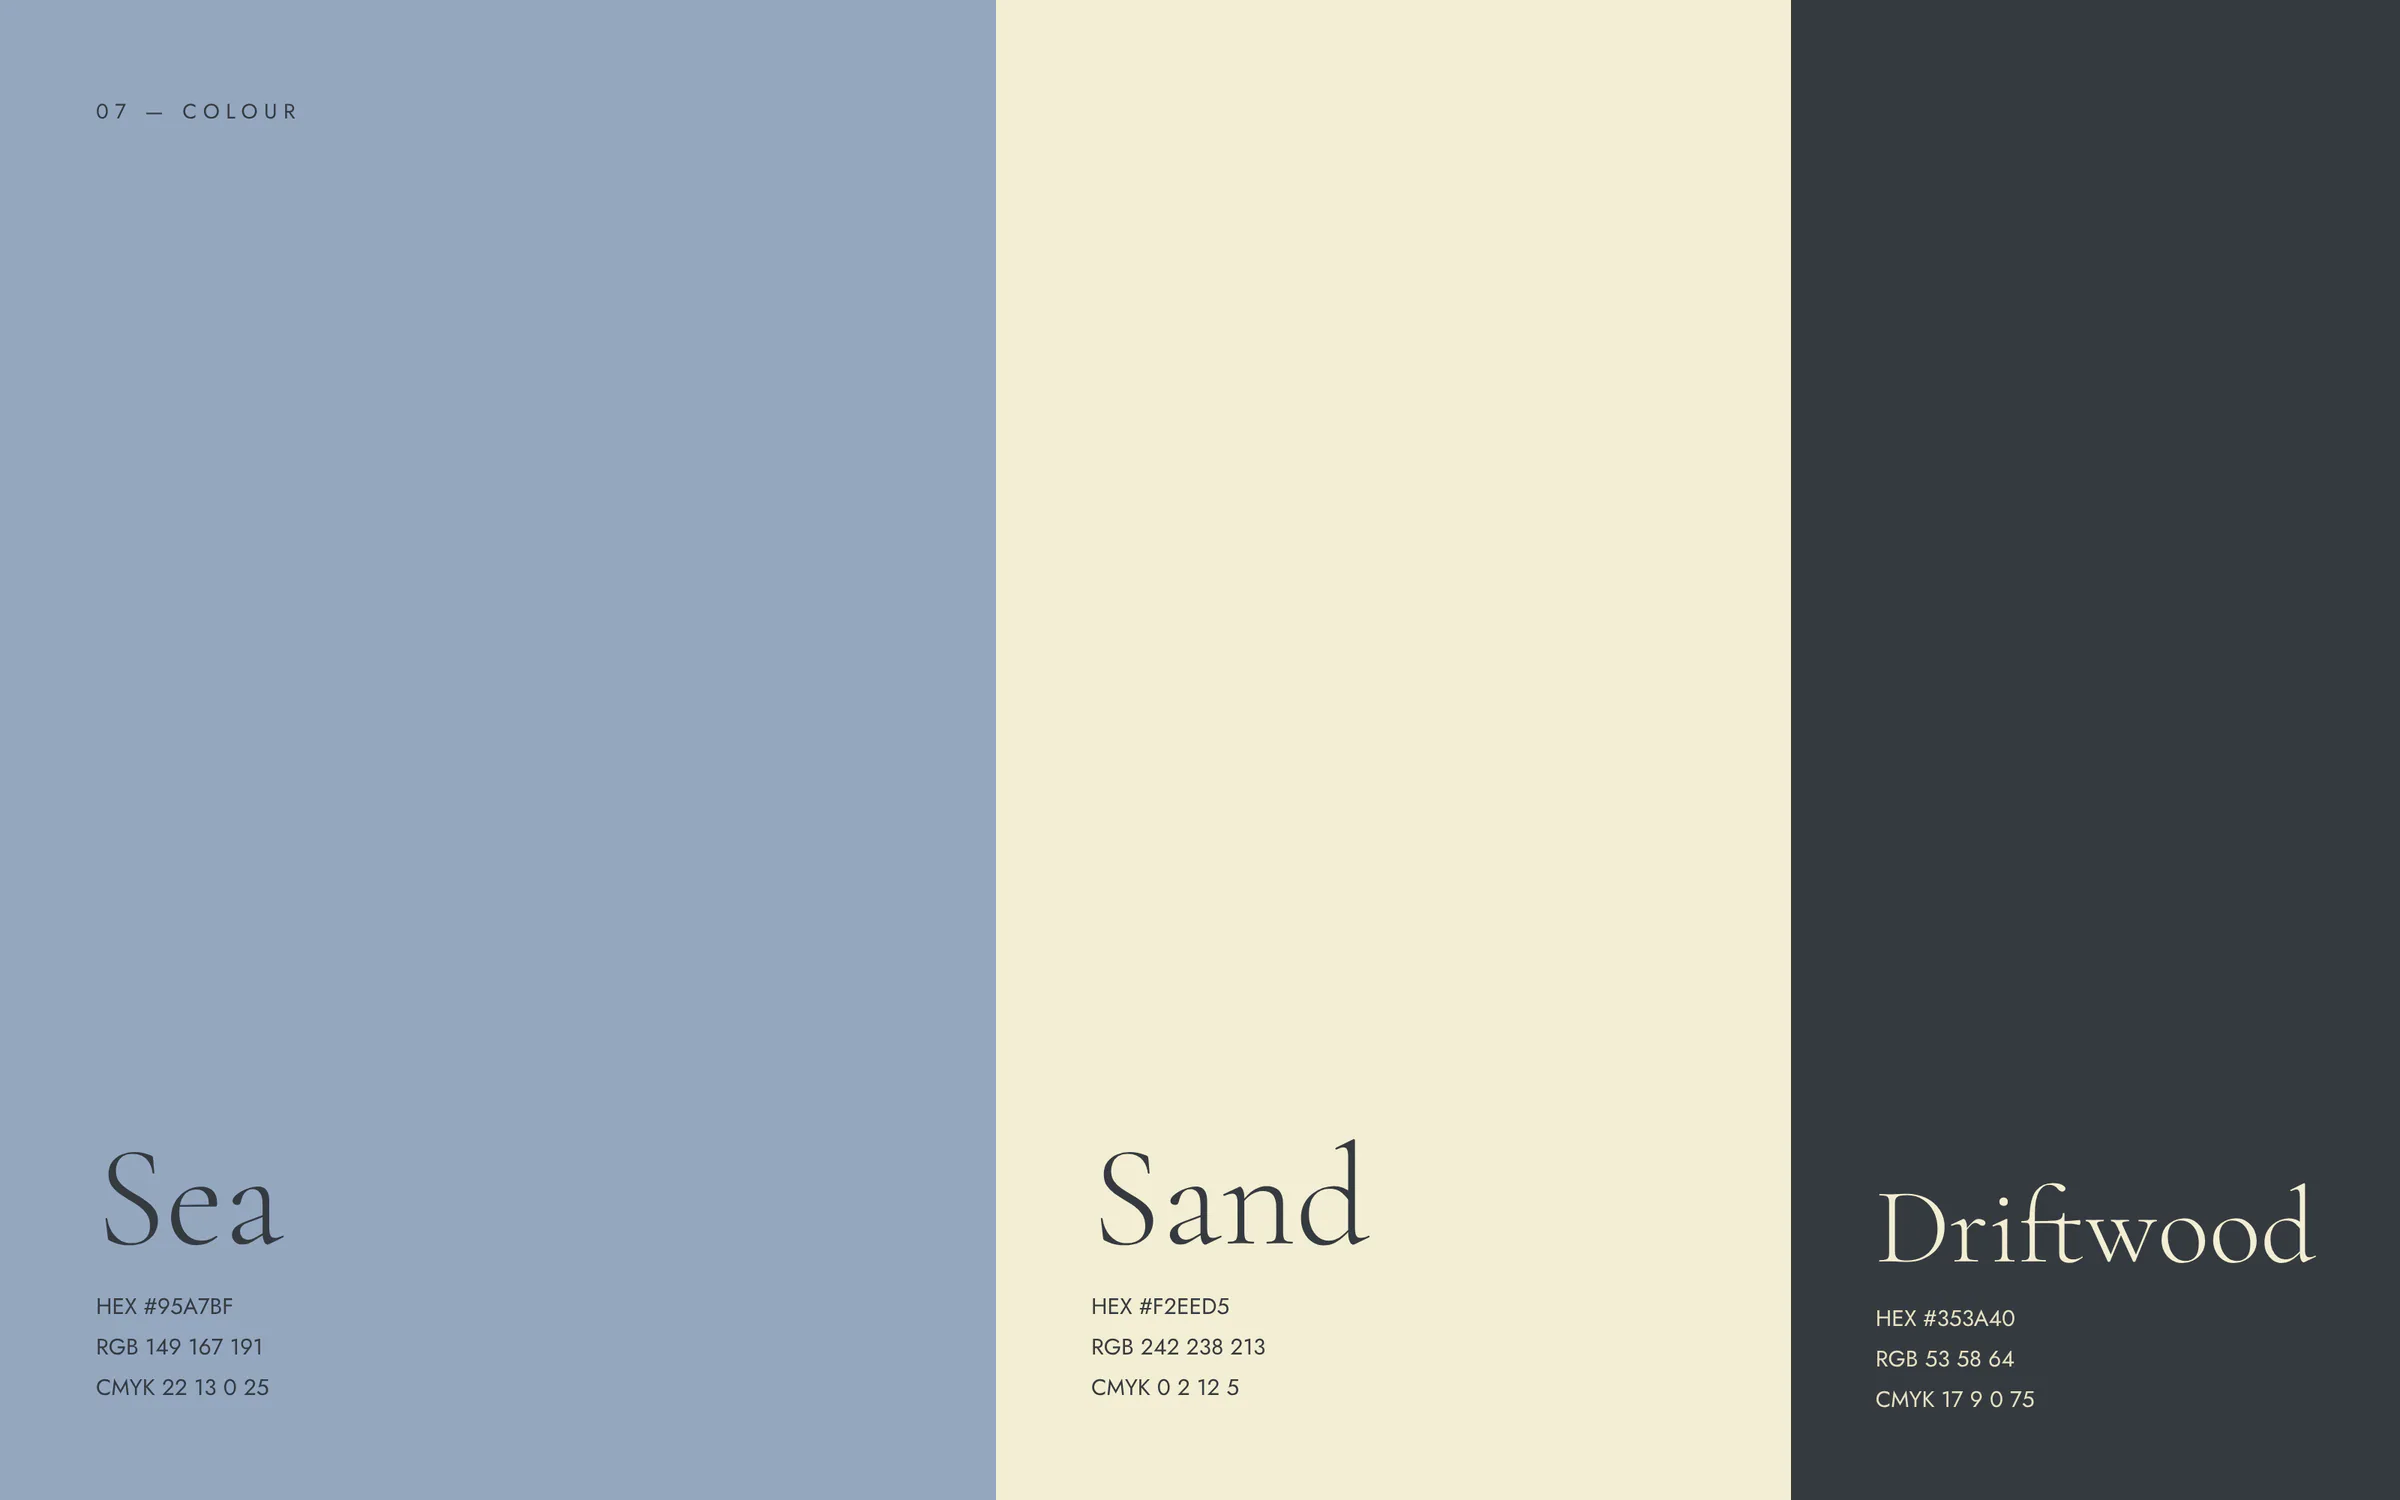 07 — COLOUR
Sea
HEX #95A7BF
RGB 149 167 191
CMYK 22 13 0 25
Sand
HEX #F2EED5
RGB 242 238 213
CMYK 0 2 12 5
Driftwood
HEX #353A40
RGB 53 58 64
CMYK 17 9 0 75